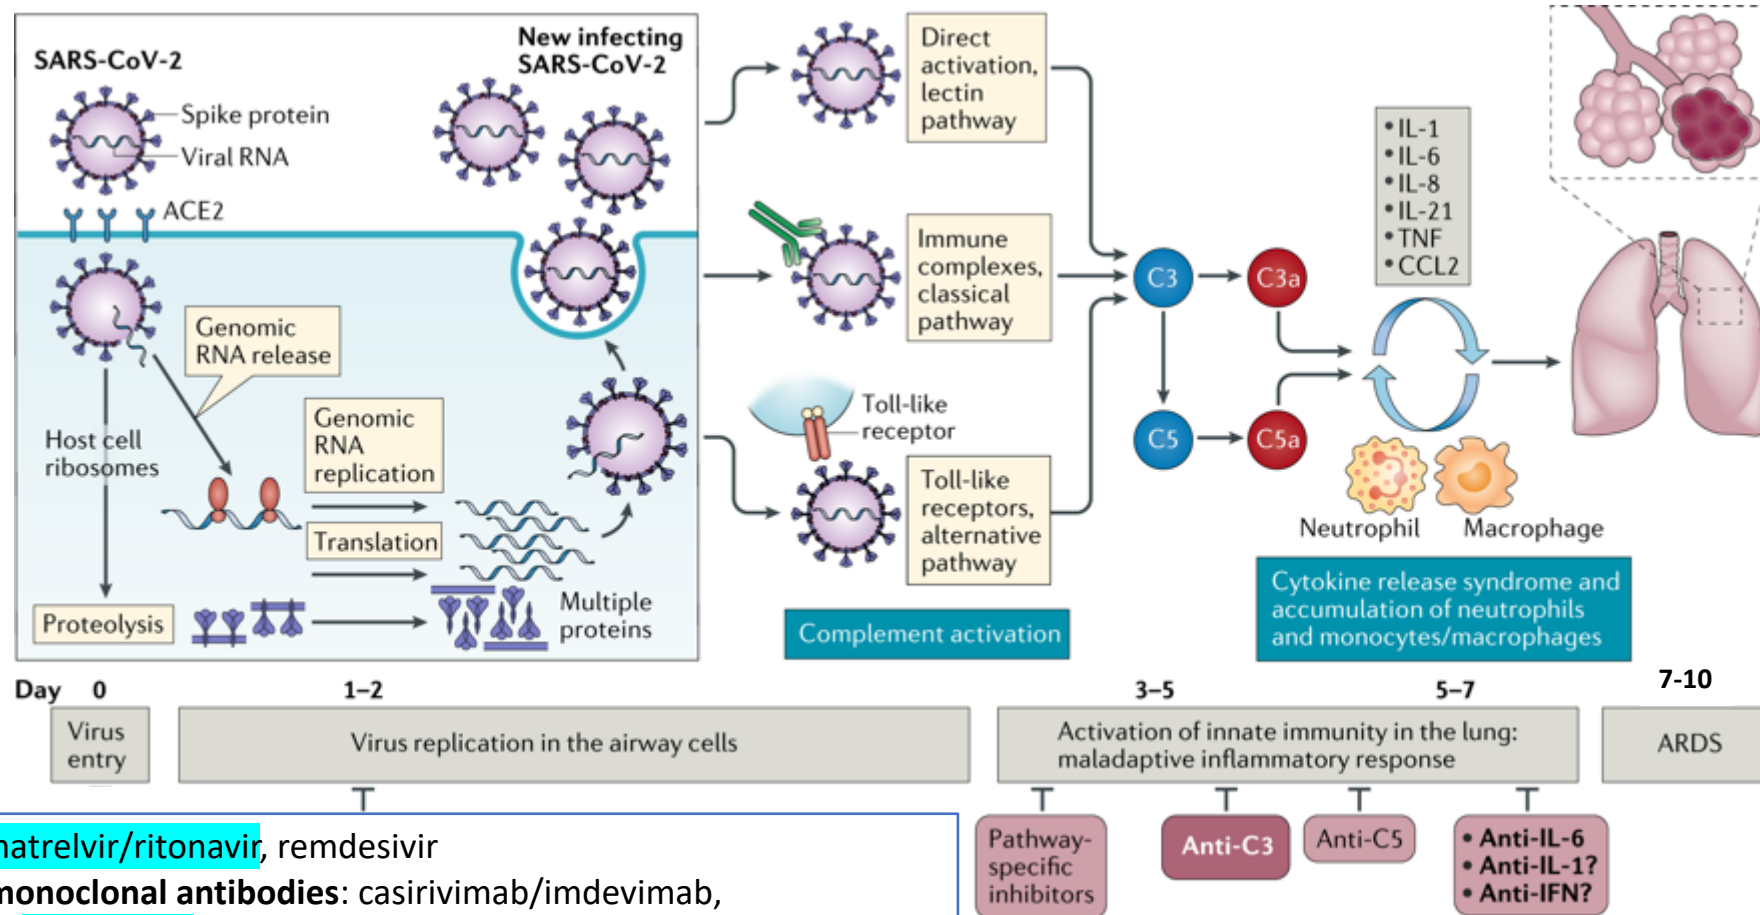 SARS-CoV-2
Spike protein
Viral RNA
ACE2
New infecting
SARS-CoV-2
Genomic
RNA release
Host cell
ribosomes
Genomic
RNA
replication
Translation
Proteolysis
Multiple
proteins
Direct
activation,
lectin
pathway
Immune
complexes,
classical
pathway
Toll-like
receptor
Toll-like
receptors,
alternative
pathway
Complement activation
C3
C3a
C5
C5a
• IL-1
• IL-6
• IL-8
• IL-21
• TNF
• CCL2
Neutrophil
Macrophage
Cytokine release syndrome and
accumulation of neutrophils
and monocytes/macrophages
Day 0 1–2 3–5 5–7 7-10
Virus
entry
Virus replication in the airway cells
Activation of innate immunity in the lung:
maladaptive inflammatory response
ARDS
matrelvir/ritonavir, remdesivir
monoclonal antibodies: casirivimab/imdevimab,
Pathway-
specific
inhibitors
Anti-C3
Anti-C5
• Anti-IL-6
• Anti-IL-1?
• Anti-IFN?